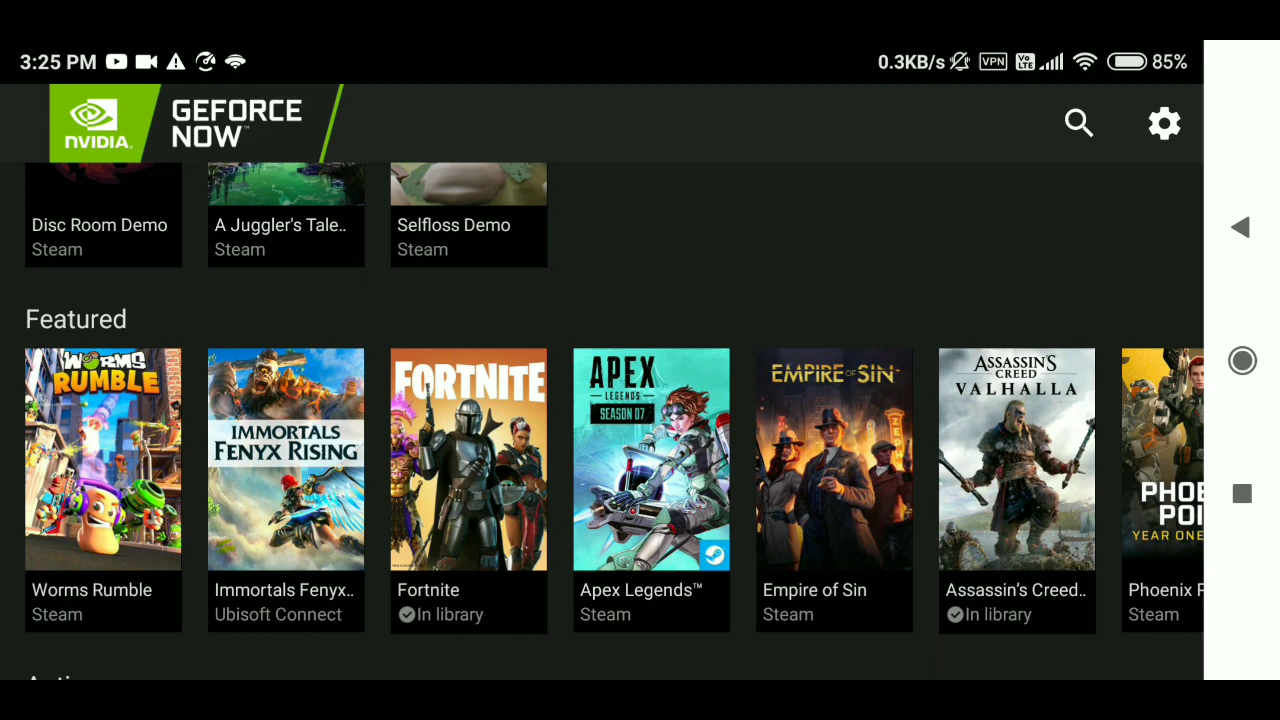 3:25 PM
0.3KB/s VPN Vo LTE 85%
NVIDIA.
GEFORCE
NOW™
Disc Room Demo
Steam
A Juggler's Tale..
Steam
Selfloss Demo
Steam
Featured
WORMS
RUMBLE
Worms Rumble
Steam
IMMORTALS
FENYX RISING
Immortals Fenyx..
Ubisoft Connect
FORTNITE
Fortnite
In library
APEX
LEGENDS
SEASON 07
Apex Legends™
Steam
EMPIRE OF SIN
Empire of Sin
Steam
ASSASSIN'S
CREED
VALHALLA
Assassin’s Creed..
In library
PHOE
POI
YEAR ONE
Phoenix P
Steam